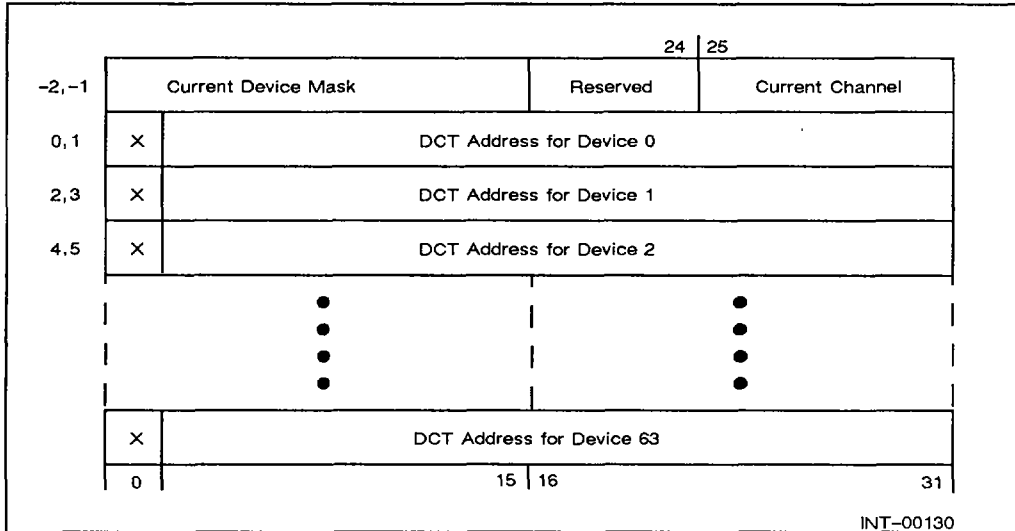 24 25
-2,-1 Current Device Mask Reserved Current Channel
0,1 × DCT Address for Device 0
2,3 × DCT Address for Device 1
4,5 × DCT Address for Device 2
× DCT Address for Device 63
0 15 16 31
INT-00130